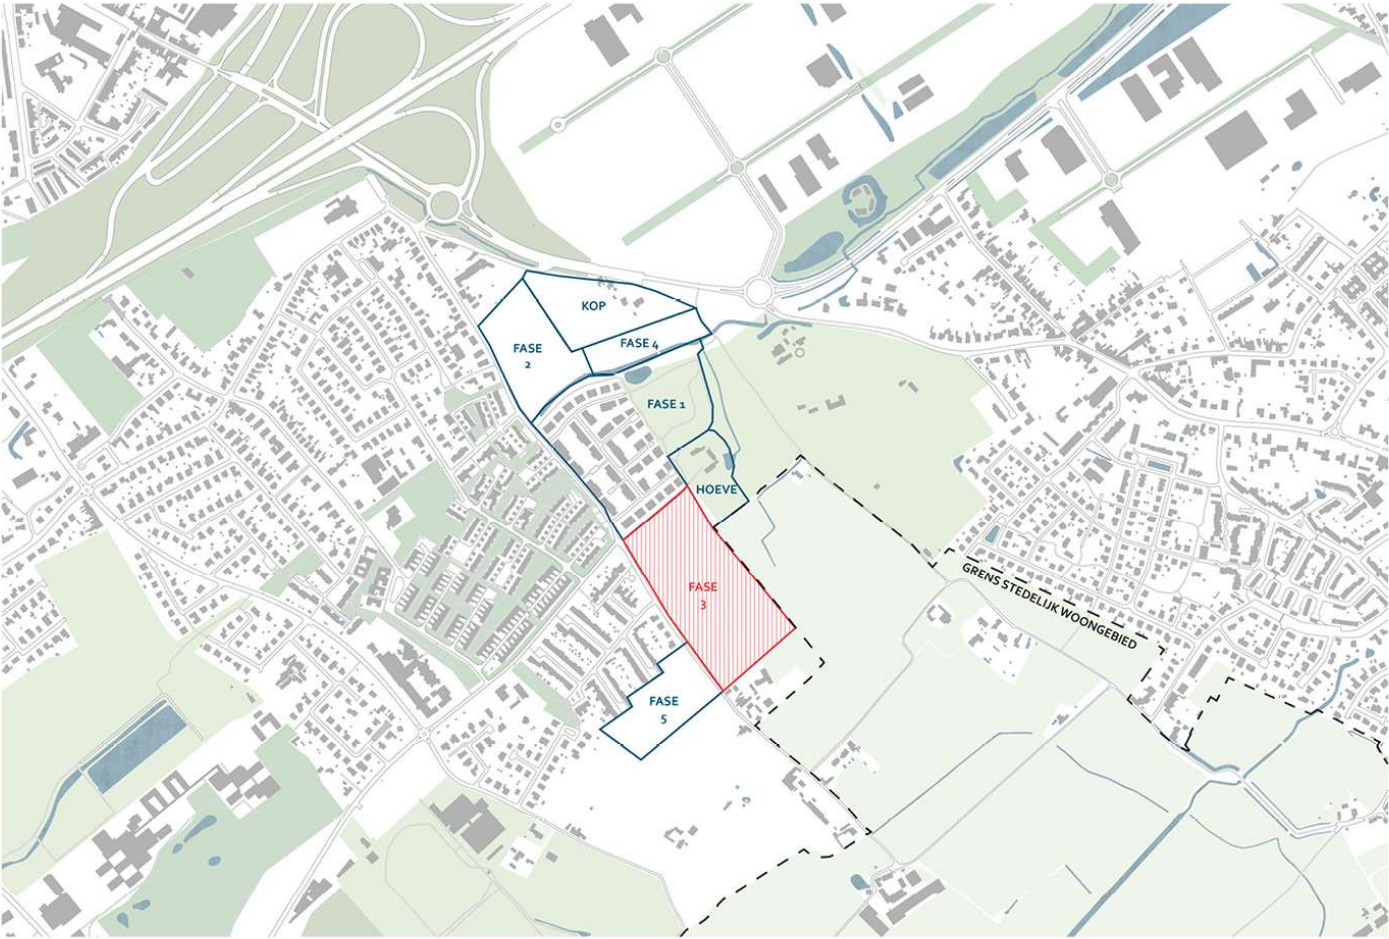 KOP
FASE 4
FASE
2
FASE 1
HOEVE
FASE
3
GRENS STEDELIJK WOONGEBIED
FASE
5